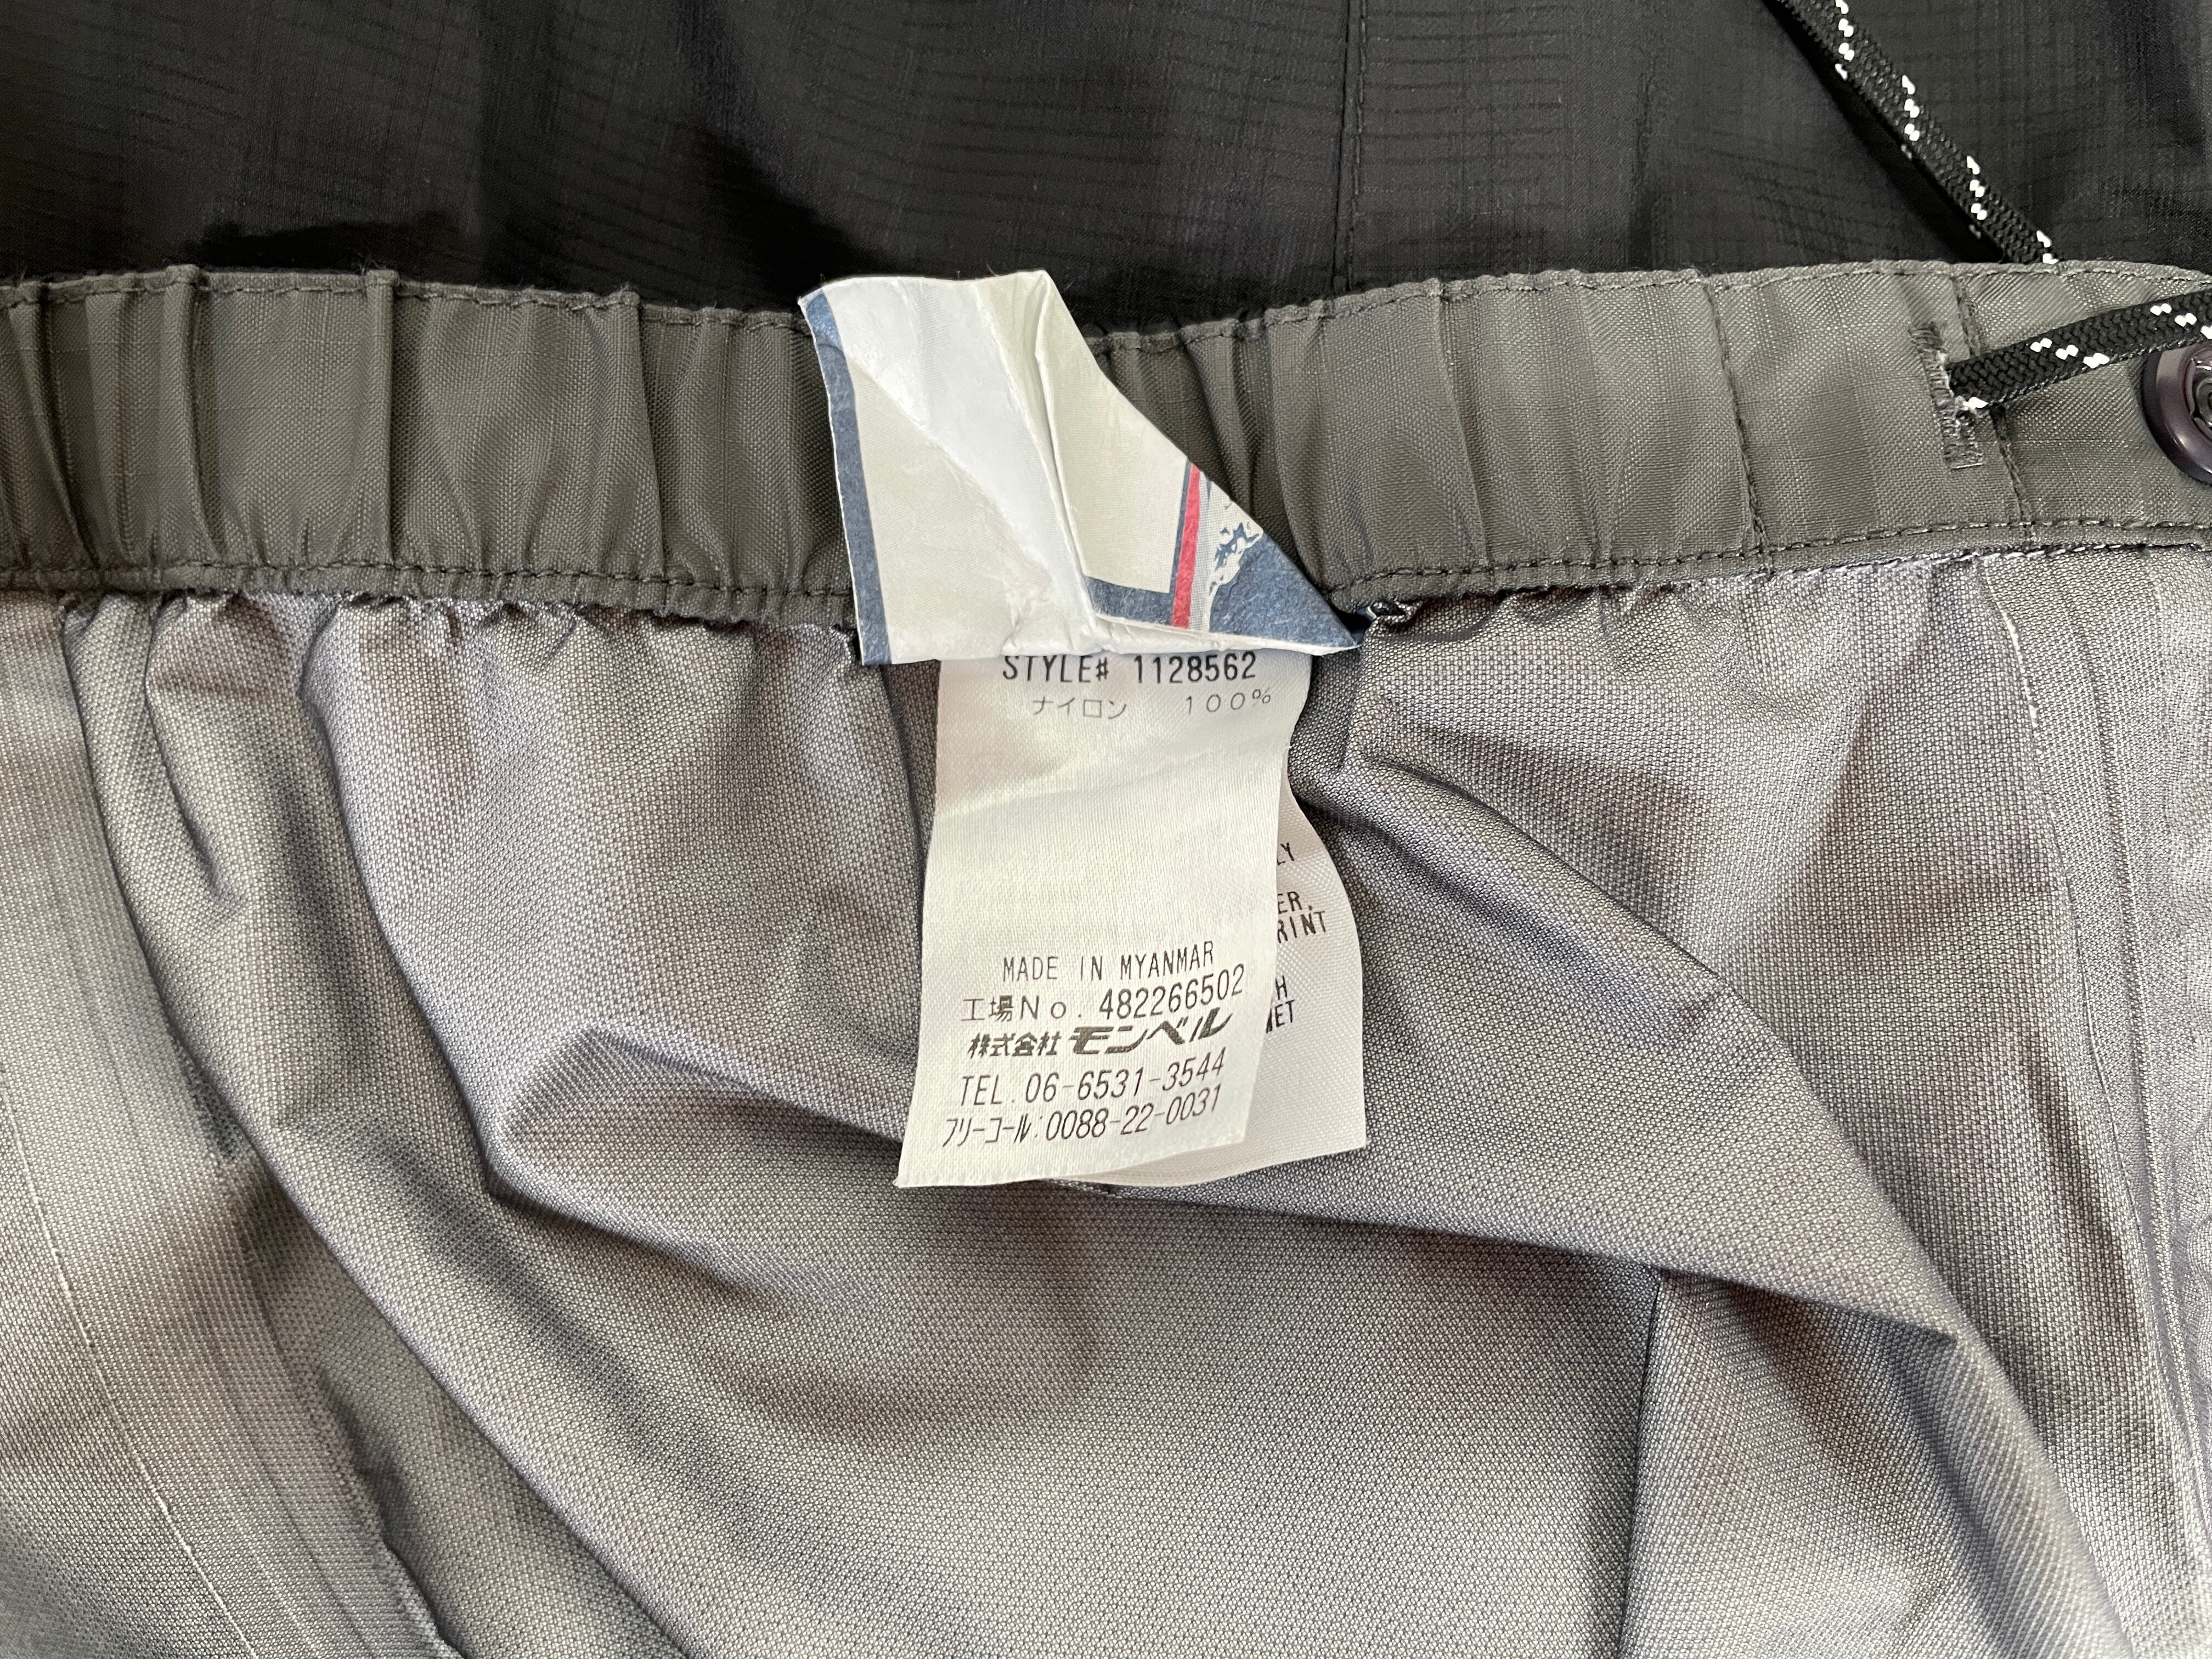 STYLE# 1128562
ナイロン 100%
MADE IN MYANMAR
工場No. 482266502
株式会社モンベル
TEL.06-6531-3544
フリーコール:0088-22-0031